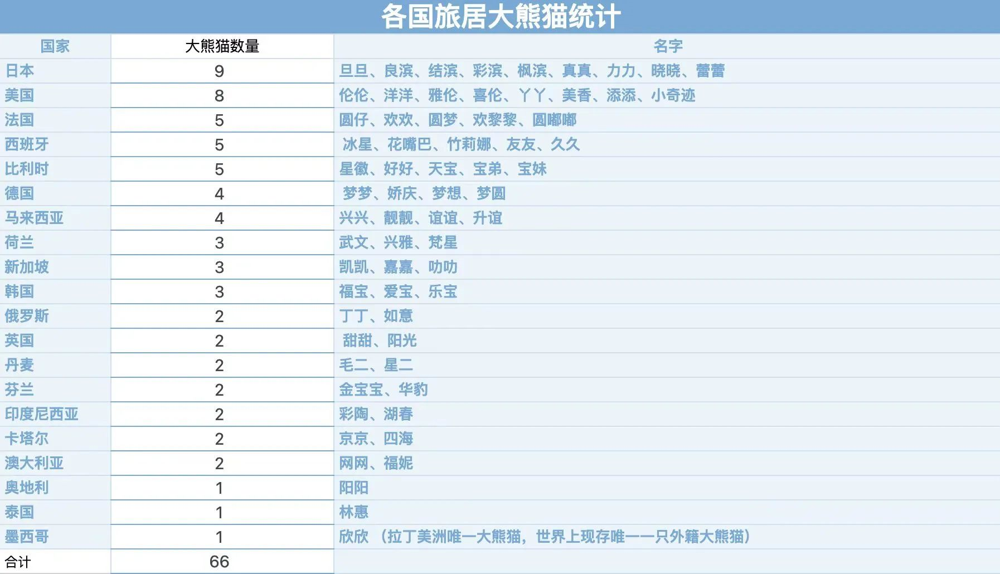 各国旅居大熊猫统计
国家 大熊猫数量 名字
日本 9 旦旦、良滨、结滨、彩滨、枫滨、真真、力力、晓晓、蕾蕾
美国 8 伦伦、洋洋、雅伦、喜伦、丫丫、美香、添添、小奇迹
法国 5 圆仔、欢欢、圆梦、欢黎黎、圆嘟嘟
西班牙 5 冰星、花嘴巴、竹莉娜、友友、久久
比利时 5 星徽、好好、天宝、宝弟、宝妹
德国 4 梦梦、娇庆、梦想、梦圆
马来西亚 4 兴兴、靓靓、谊谊、升谊
荷兰 3 武文、兴雅、梵星
新加坡 3 凯凯、嘉嘉、叻叻
韩国 3 福宝、爱宝、乐宝
俄罗斯 2 丁丁、如意
英国 2 甜甜、阳光
丹麦 2 毛二、星二
芬兰 2 金宝宝、华豹
印度尼西亚 2 彩陶、湖春
卡塔尔 2 京京、四海
澳大利亚 2 网网、福妮
奥地利 1 阳阳
泰国 1 林惠
墨西哥 1 欣欣 （拉丁美洲唯一大熊猫，世界上现存唯一一只外籍大熊猫）
合计 66